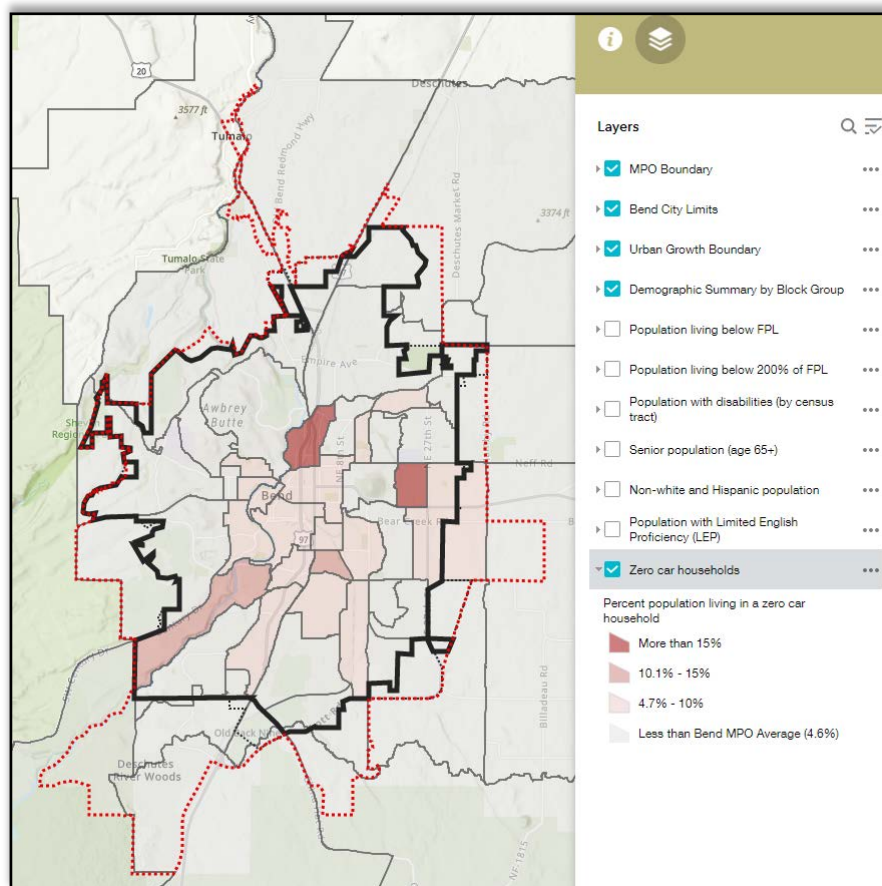 20
Deschutes
3577 ft
Tumalo
Bend Redmond Hwy
Deschutes Market Rd
3374 ft
Tumalo State
Park
Empire Ave
Awbrey
Butte
NE 8th St
NE 27th St
Neff Rd
Bend
Bear Creek
97
Deschutes
River Woods
Billadeau Rd
NF-1815
i
Layers
MPO Boundary
Bend City Limits
Urban Growth Boundary
Demographic Summary by Block Group
Population living below FPL
Population living below 200% of FPL
Population with disabilities (by census
tract)
Senior population (age 65+)
Non-white and Hispanic population
Population with Limited English
Proficiency (LEP)
Zero car households
Percent population living in a zero car
household
More than 15%
10.1% - 15%
4.7% - 10%
Less than Bend MPO Average (4.6%)